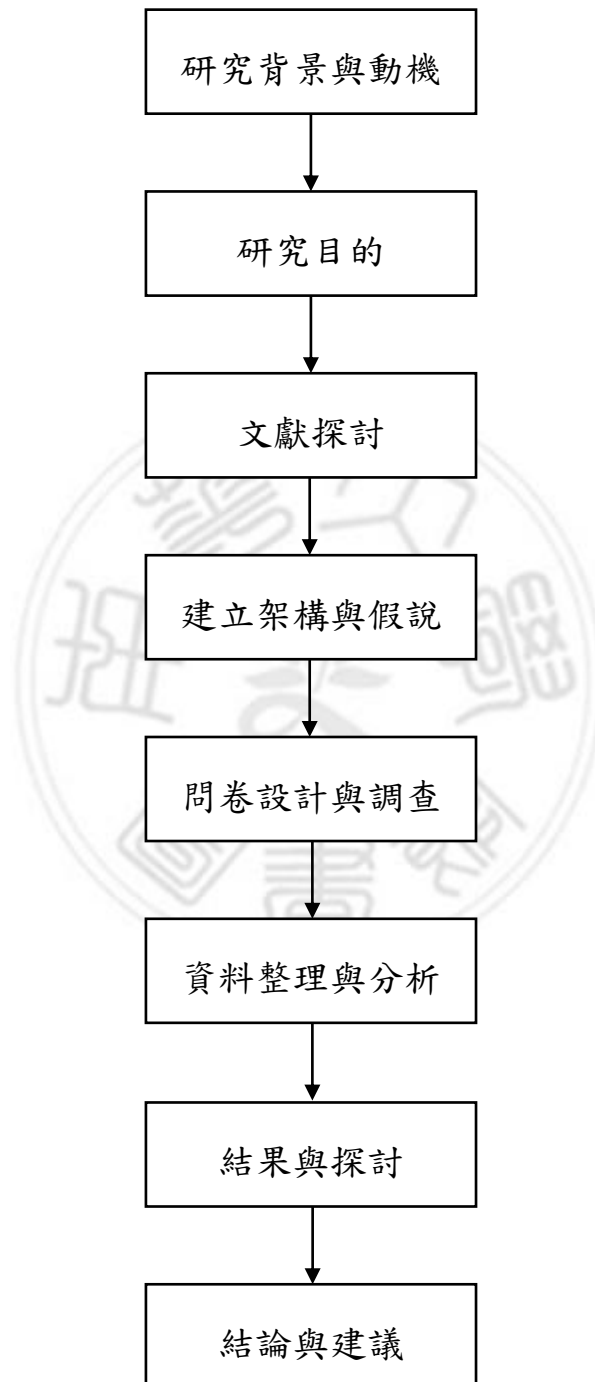 研究背景與動機
研究目的
文獻探討
建立架構與假說
問卷設計與調查
資料整理與分析
結果與探討
結論與建議